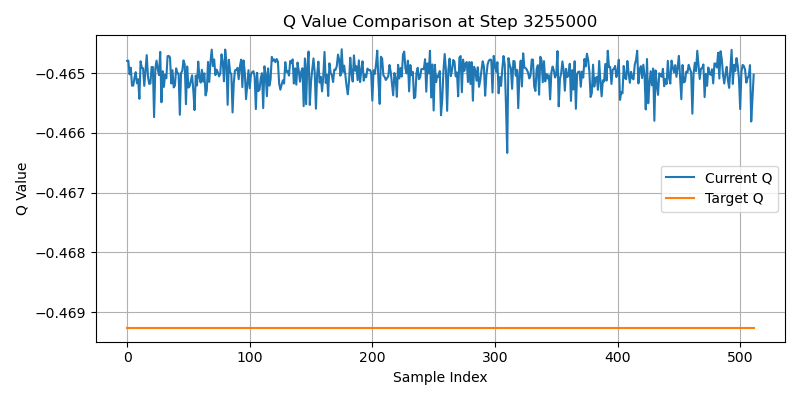 Q Value Comparison at Step 3255000
−0.465
−0.466
−0.467
−0.468
−0.469
Q Value
Current Q
Target Q
0 100 200 300 400 500
Sample Index